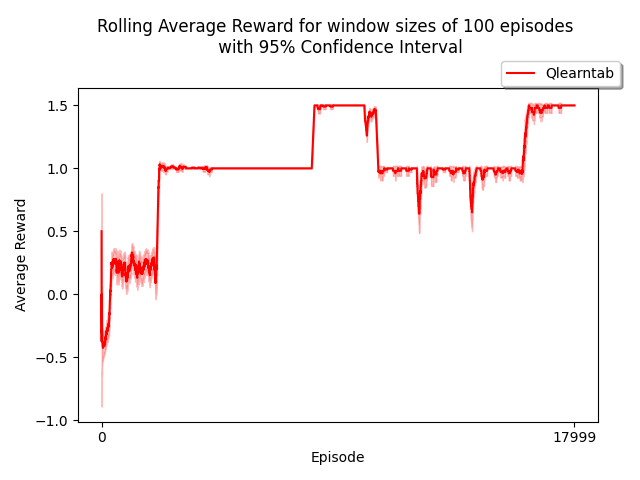 Rolling Average Reward for window sizes of 100 episodes
with 95% Confidence Interval
Qlearntab
1.5
1.0
0.5
0.0
−0.5
−1.0
Average Reward
0
17999
Episode